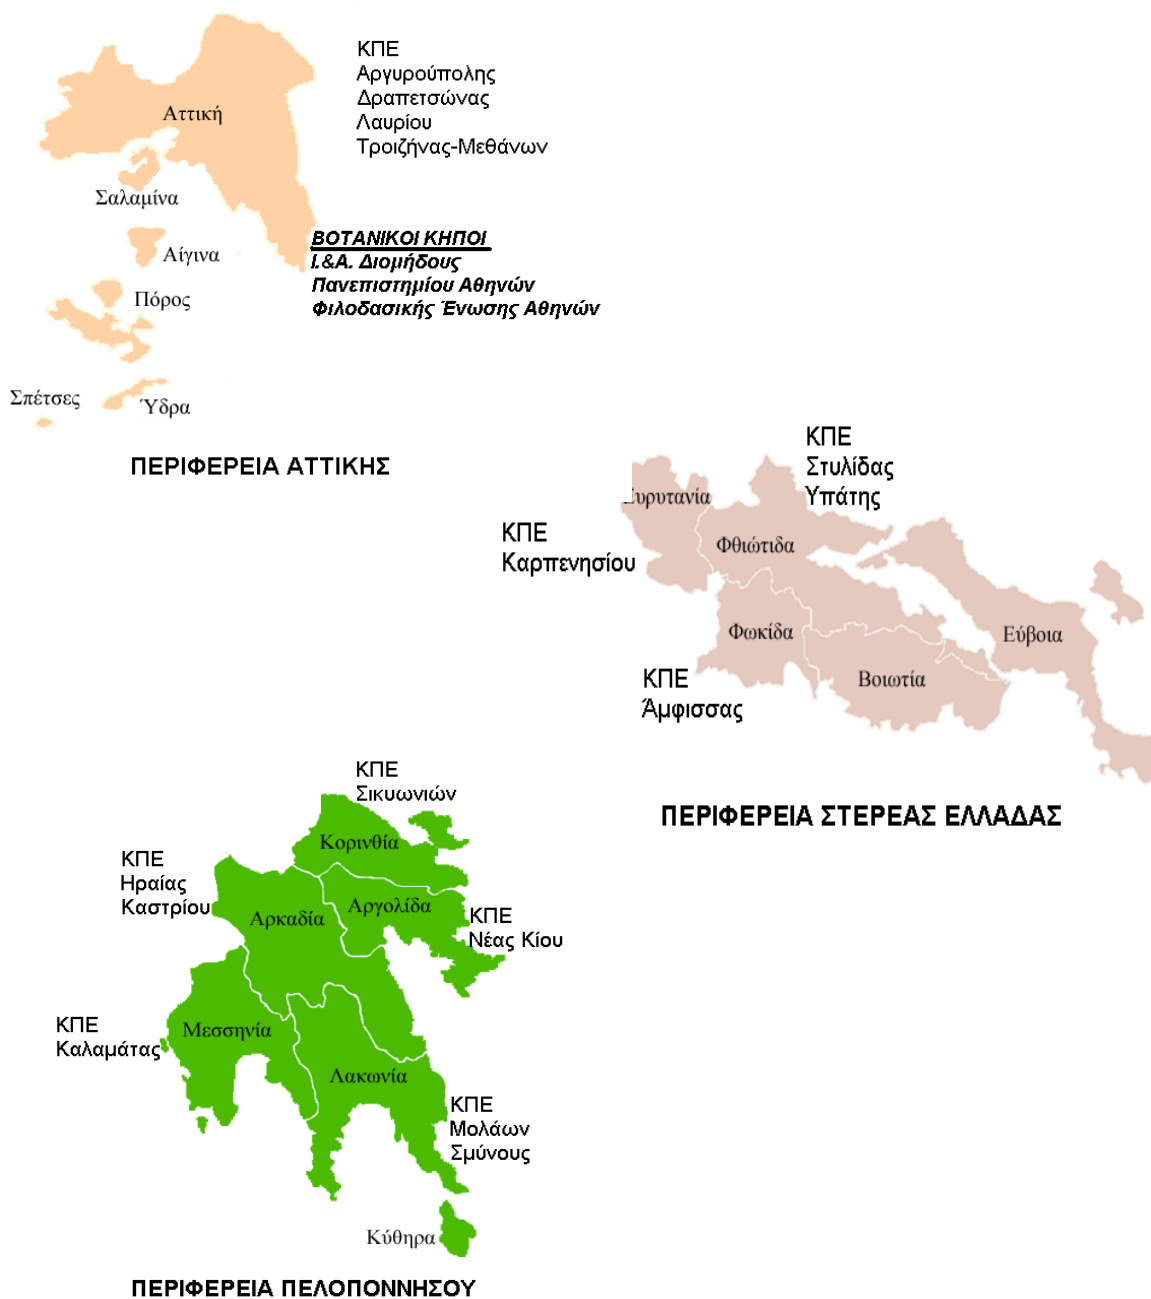 ΚΠΕ
Αργυρούπολης
Δραπετσώνας
Λαυρίου
Τροιζήνας-Μεθάνων
Αττική
Σαλαμίνα
Αίγινα
Πόρος
Σπέτσες
Ύδρα
ΒΟΤΑΝΙΚΟΙ ΚΗΠΟΙ
Ι.&Α. Διομήδους
Πανεπιστημίου Αθηνών
Φιλοδασικής Ένωσης Αθηνών
ΠΕΡΙΦΕΡΕΙΑ ΑΤΤΙΚΗΣ
ΚΠΕ
Στυλίδας
Υπάτης
υρυτανία
ΚΠΕ
Καρπενησίου
Φθιώτιδα
Φωκίδα
Εύβοια
Βοιωτία
ΚΠΕ
Άμφισσας
ΠΕΡΙΦΕΡΕΙΑ ΣΤΕΡΕΑΣ ΕΛΛΑΔΑΣ
ΚΠΕ
Σικυωνιών
Κορινθία
ΚΠΕ
Ηραίας
Καστρίου
Αρκαδία
Αργολίδα
ΚΠΕ
Νέας Κίου
ΚΠΕ
Καλαμάτας
Μεσσηνία
Λακωνία
ΚΠΕ
Μολάων
Σμύνους
Κύθηρα
ΠΕΡΙΦΕΡΕΙΑ ΠΕΛΟΠΟΝΝΗΣΟΥ